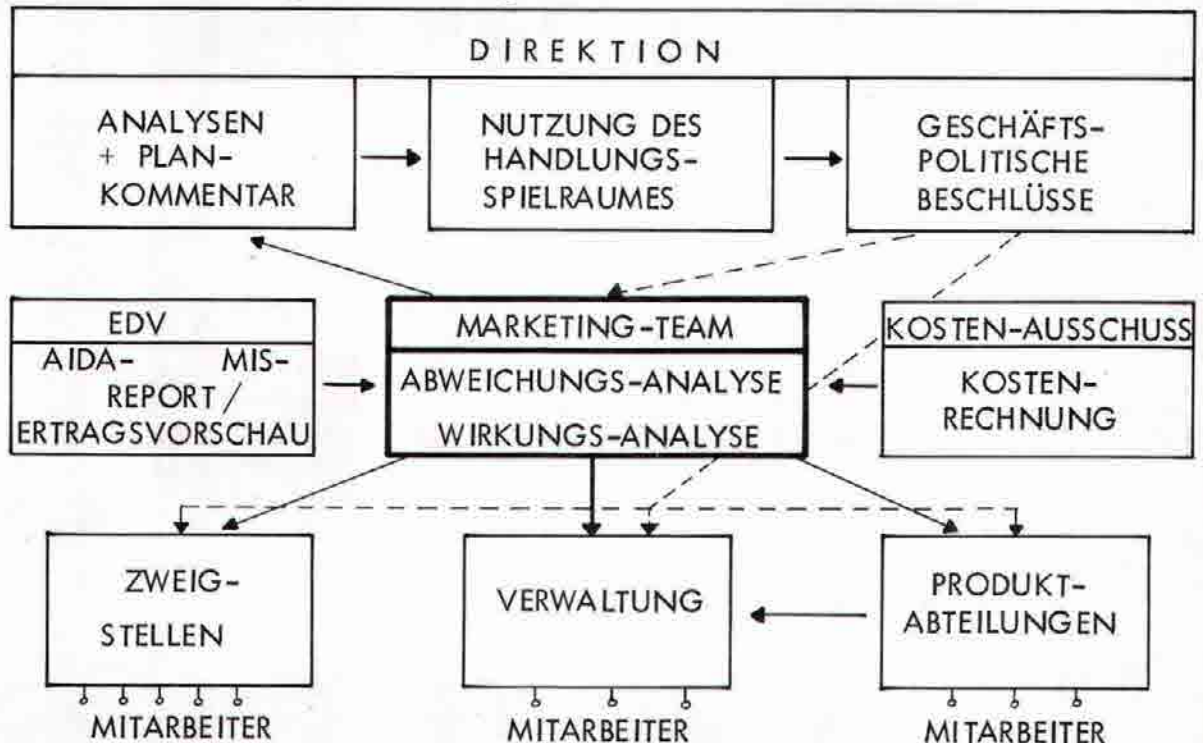 DIREKTION
ANALYSEN
+ PLAN-
KOMMENTAR
NUTZUNG DES
HANDLUNGS-
SPIELRAUMES
GESCHÄFTS-
POLITISCHE
BESCHLÜSSE
EDV
AIDA- MIS-
REPORT /
ERTRAGSVORSCHAU
MARKETING-TEAM
ABWEICHUNGS-ANALYSE
WIRKUNGS-ANALYSE
KOSTEN-AUSSCHUSS
KOSTEN-
RECHNUNG
ZWEIG-
STELLEN
VERWALTUNG
PRODUKT-
ABTEILUNGEN
MITARBEITER
MITARBEITER
MITARBEITER